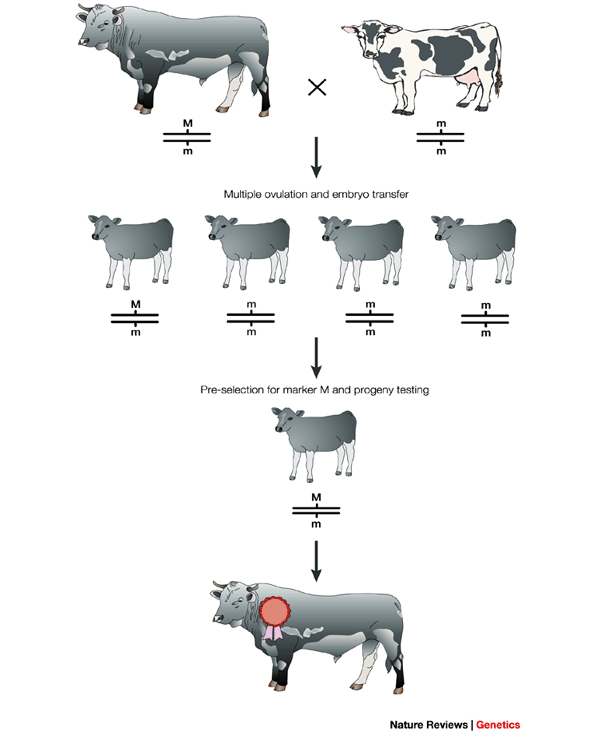 M m
m m
Multiple ovulation and embryo transfer
M m m m
m m m m
Pre-selection for marker M and progeny testing
M
m
Nature Reviews | Genetics